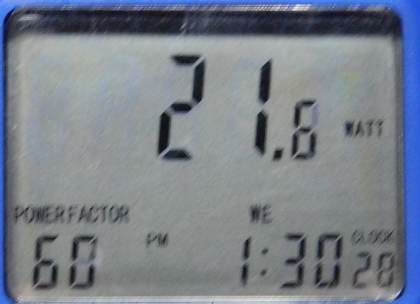 21.8 WATT
POWER FACTOR WE
PM CLOCK
60 1:30 28